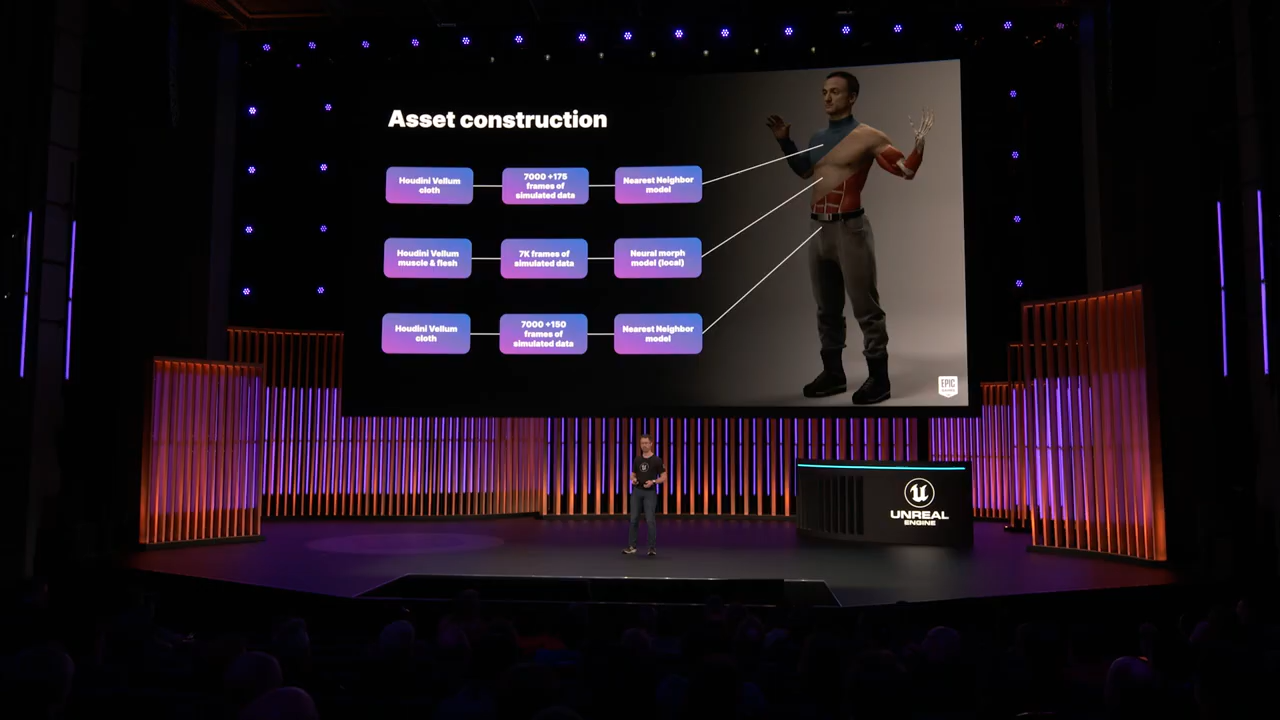 Asset construction
Houdini Vellum
cloth
7000 +175
frames of
simulated data
Nearest Neighbor
model
Houdini Vellum
muscle & flesh
7K frames of
simulated data
Neural morph
model (local)
Houdini Vellum
cloth
7000 +150
frames of
simulated data
Nearest Neighbor
model
EPIC
UNREAL
ENGINE